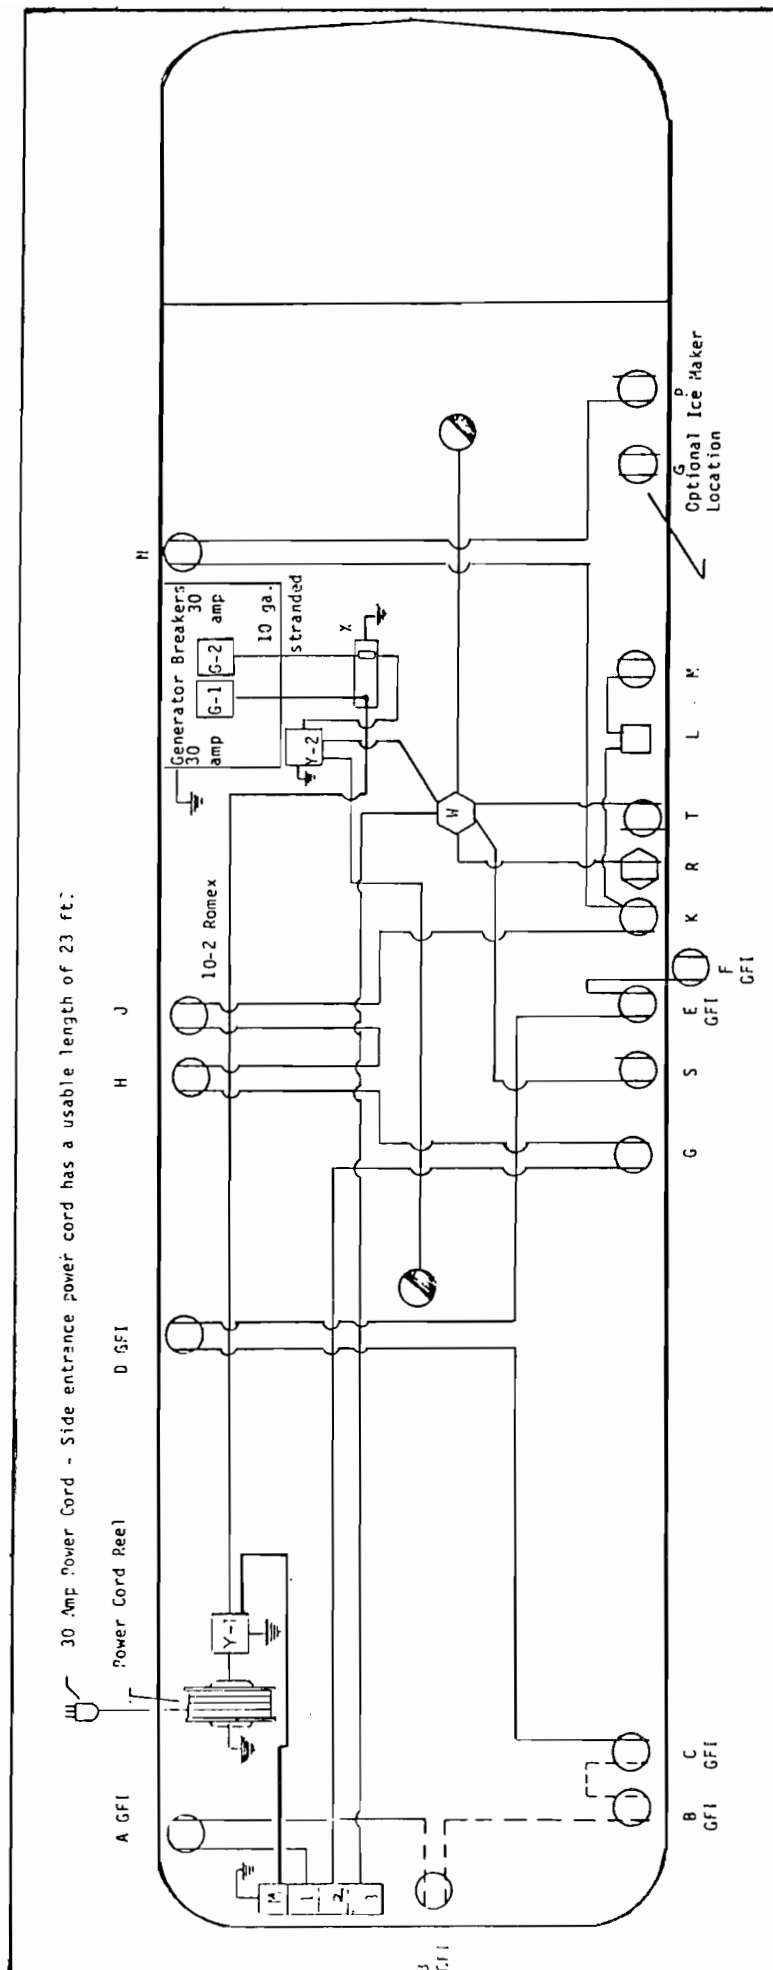 30 Amp Power Cord - Side entrance power cord has a usable length of 23 ft.
Power Cord Reel
A GFI
D GFI
H
J
N
Generator Breakers
30
amp
30
amp
G-1
G-2
10 ga.
stranded
X
Y-2
10-2 Romex
W
Y-1
M
1
2
3
B
GFI
C
GFI
G
S
E
GFI
F
GFI
K
R
T
L
M
G
P
Optional Ice Maker
Location
GFI